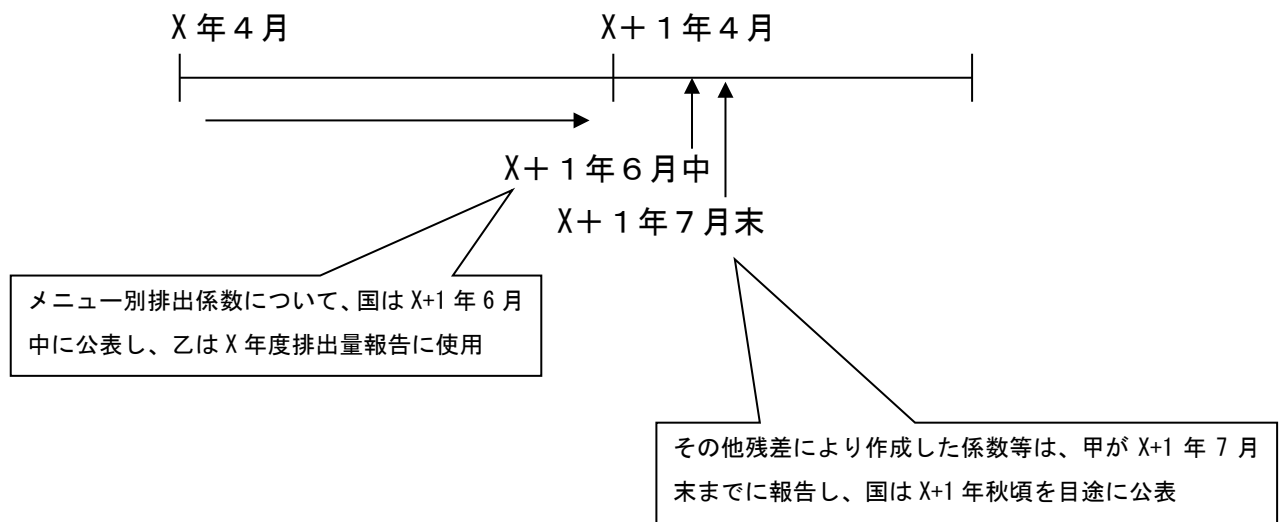 X年４月
X＋１年４月
X＋１年６月中
X＋１年７月末
メニュー別排出係数について、国は X+1 年 6 月
中に公表し、乙は X 年度排出量報告に使用
その他残差により作成した係数等は、甲が X+1 年 7 月
末までに報告し、国は X+1 年秋頃を目途に公表